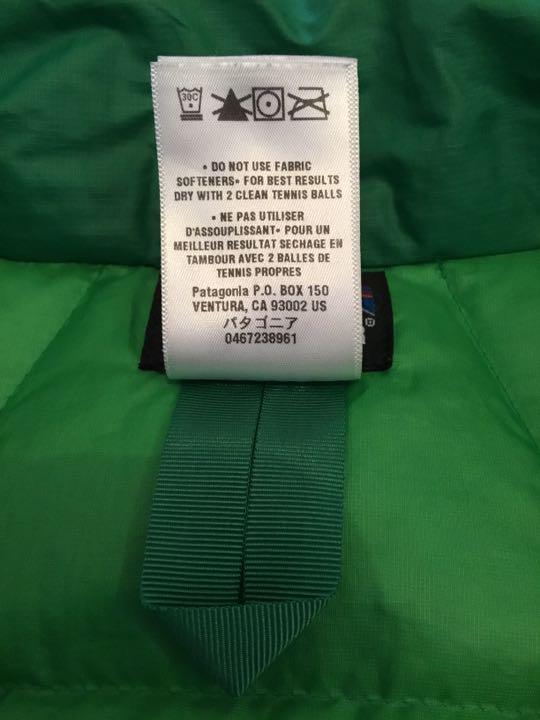 30C
• DO NOT USE FABRIC
SOFTENERS• FOR BEST RESULTS
DRY WITH 2 CLEAN TENNIS BALLS
• NE PAS UTILISER
D'ASSOUPLISSANT• POUR UN
MEILLEUR RESULTAT SECHAGE EN
TAMBOUR AVEC 2 BALLES DE
TENNIS PROPRES
Patagonia P.O. BOX 150
VENTURA, CA 93002 US
パタゴニア
0467238961